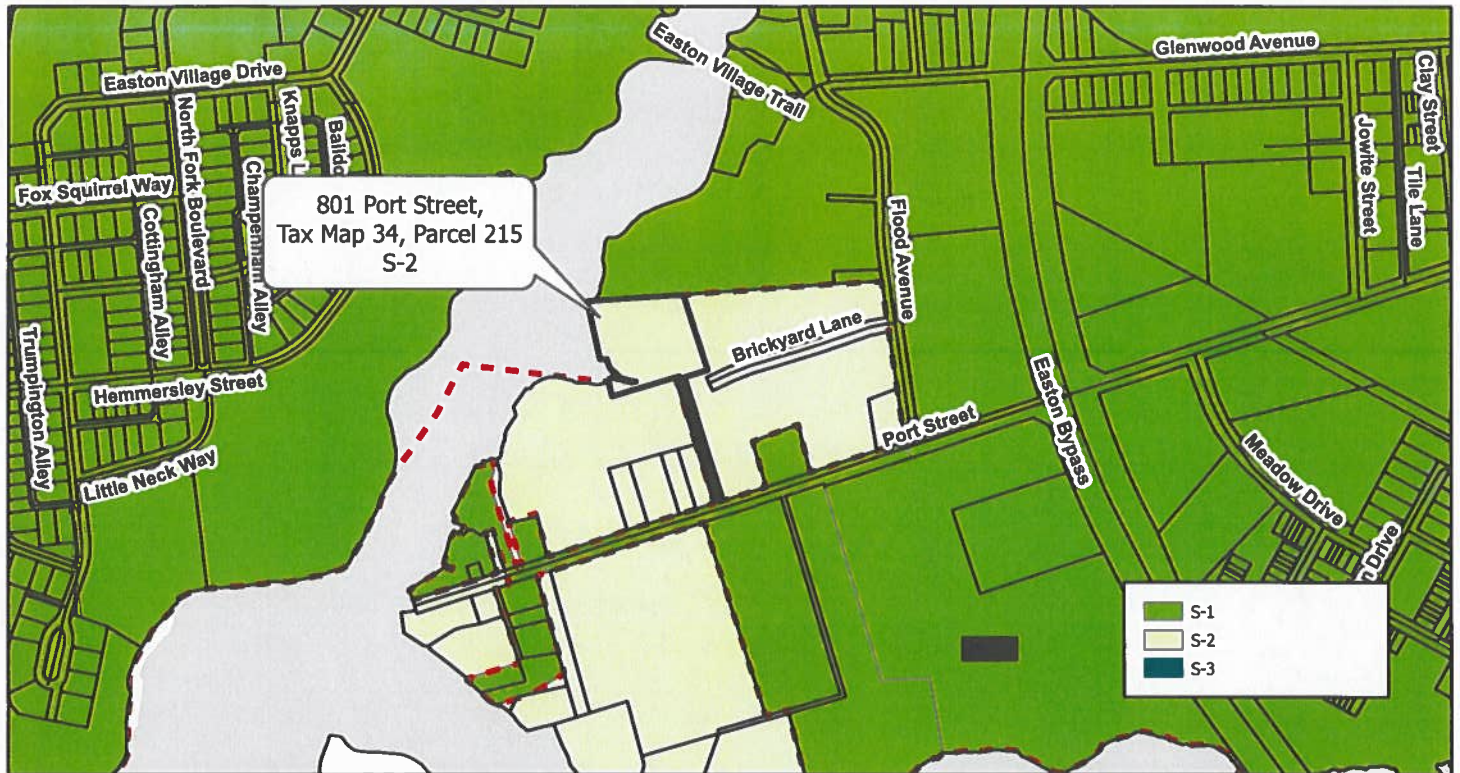 Easton Village Trail
Glenwood Avenue
Clay Street
Easton Village Drive
North Fork Boulevard
Knapps L
Jowite Street
Tile Lane
Champenham Alley
Fox Squirrel Way
Cottingham Alley
801 Port Street,
Tax Map 34, Parcel 215
S-2
Flood Avenue
Brickyard Lane
Trumpington Alley
Hemmersley Street
Easton Bypass
Port Street
Little Neck Way
Meadow Drive
Drive
S-1
S-2
S-3